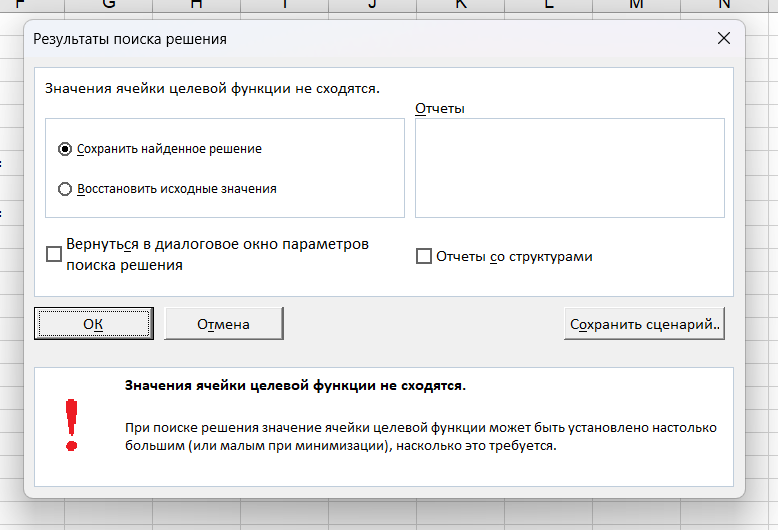 F G H I J K L M N
Результаты поиска решения
Значения ячейки целевой функции не сходятся.
Отчеты
Сохранить найденное решение
Восстановить исходные значения
Вернуться в диалоговое окно параметров
поиска решения
Отчеты со структурами
ОК
Отмена
Сохранить сценарий..
Значения ячейки целевой функции не сходятся.
При поиске решения значение ячейки целевой функции может быть установлено настолько
большим (или малым при минимизации), насколько это требуется.